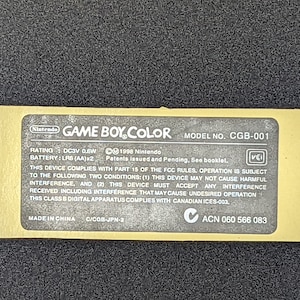 Nintendo GAME BOY COLOR MODEL NO. CGB-001
RATING : DC3V 0.6W ©Ⓜ1998 Nintendo
BATTERY : LR6 (AA)x2 Patents issued and Pending, See booklet. VCI
THIS DEVICE COMPLIES WITH PART 15 OF THE FCC RULES. OPERATION IS SUBJECT
TO THE FOLLOWING TWO CONDITIONS: (1) THIS DEVICE MAY NOT CAUSE HARMFUL
INTERFERENCE, AND (2) THIS DEVICE MUST ACCEPT ANY INTERFERENCE
RECEIVED INCLUDING INTERFERENCE THAT MAY CAUSE UNDESIRED OPERATION.
THIS CLASS B DIGITAL APPARATUS COMPLIES WITH CANADIAN ICES-003.
MADE IN CHINA C/CGB-JPN-2 ACN 060 566 083